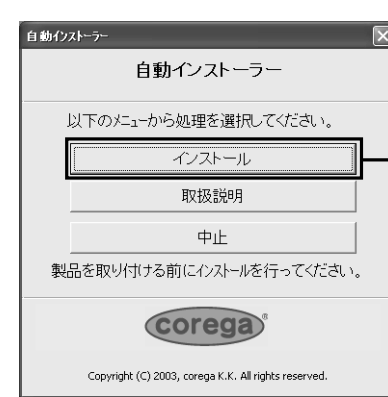 自動インストーラー
自動インストーラー
以下のメニューから処理を選択してください。
インストール
取扱説明
中止
製品を取り付ける前にインストールを行ってください。
corega®
Copyright (C) 2003, corega K.K. All rights reserved.